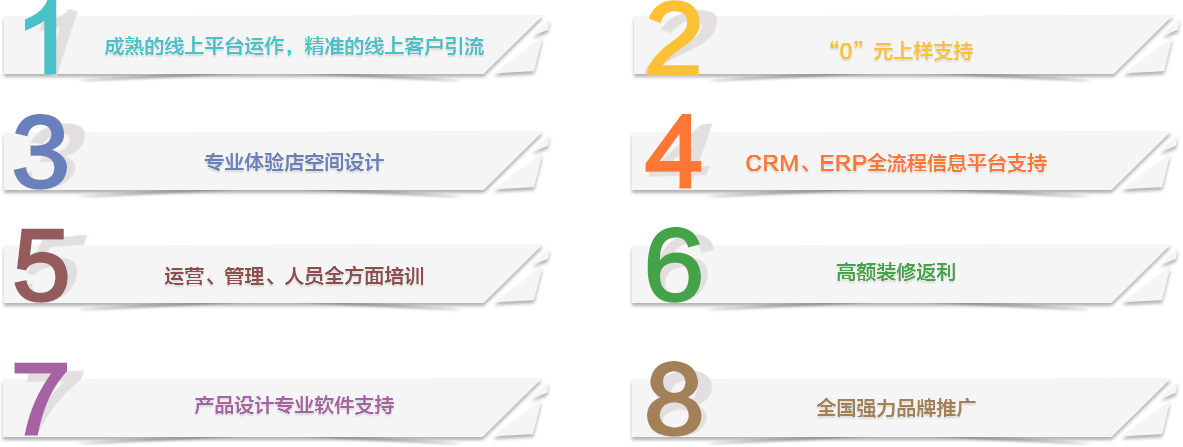 1 成熟的线上平台运作，精准的线上客户引流
2 “0”元上样支持
3 专业体验店空间设计
4 CRM、ERP全流程信息平台支持
5 运营、管理、人员全方面培训
6 高额装修返利
7 产品设计专业软件支持
8 全国强力品牌推广